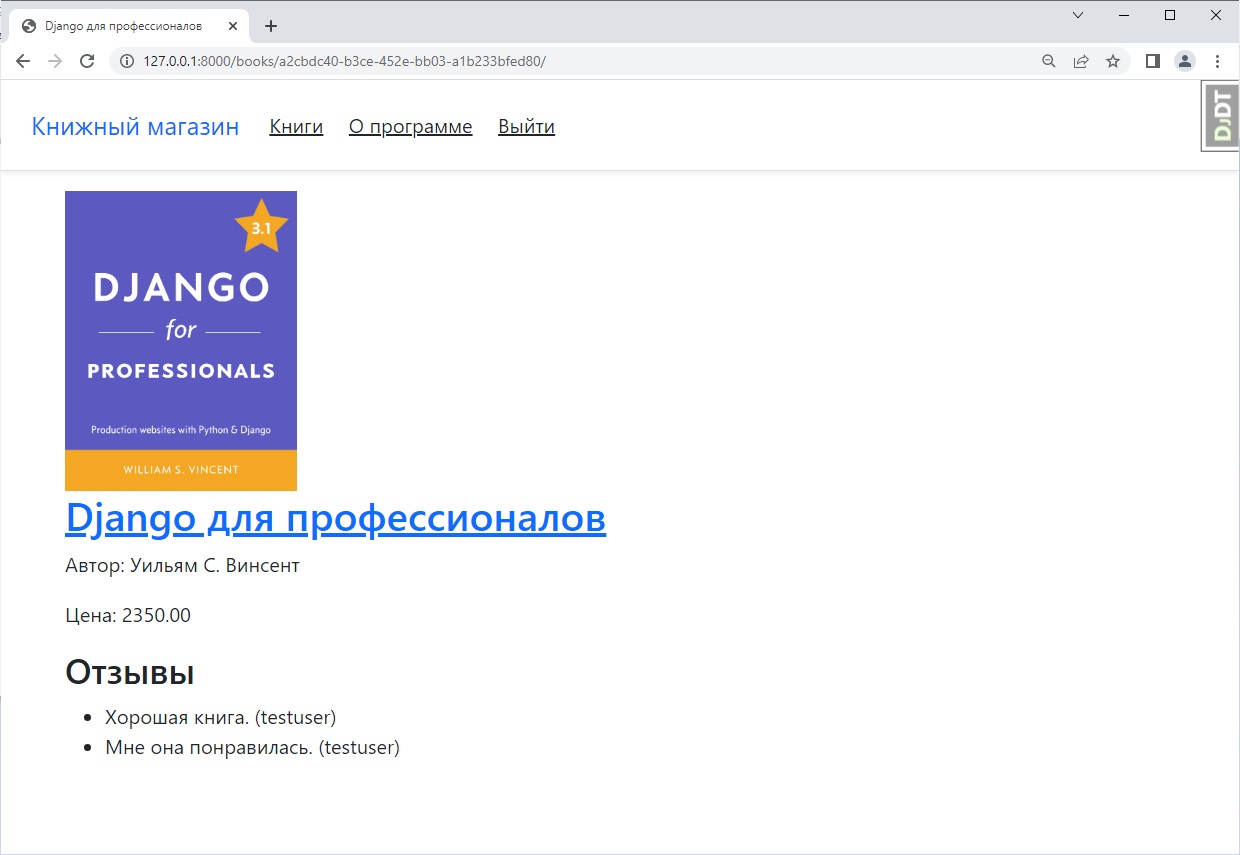 Django для профессионалов
127.0.0.1:8000/books/a2cbdc40-b3ce-452e-bb03-a1b233bfed80/
Книжный магазин Книги О программе Выйти
DjDT
3.1
DJANGO
for
PROFESSIONALS
Production websites with Python & Django
WILLIAM S. VINCENT
Django для профессионалов
Автор: Уильям С. Винсент
Цена: 2350.00
Отзывы
Хорошая книга. (testuser)
Мне она понравилась. (testuser)